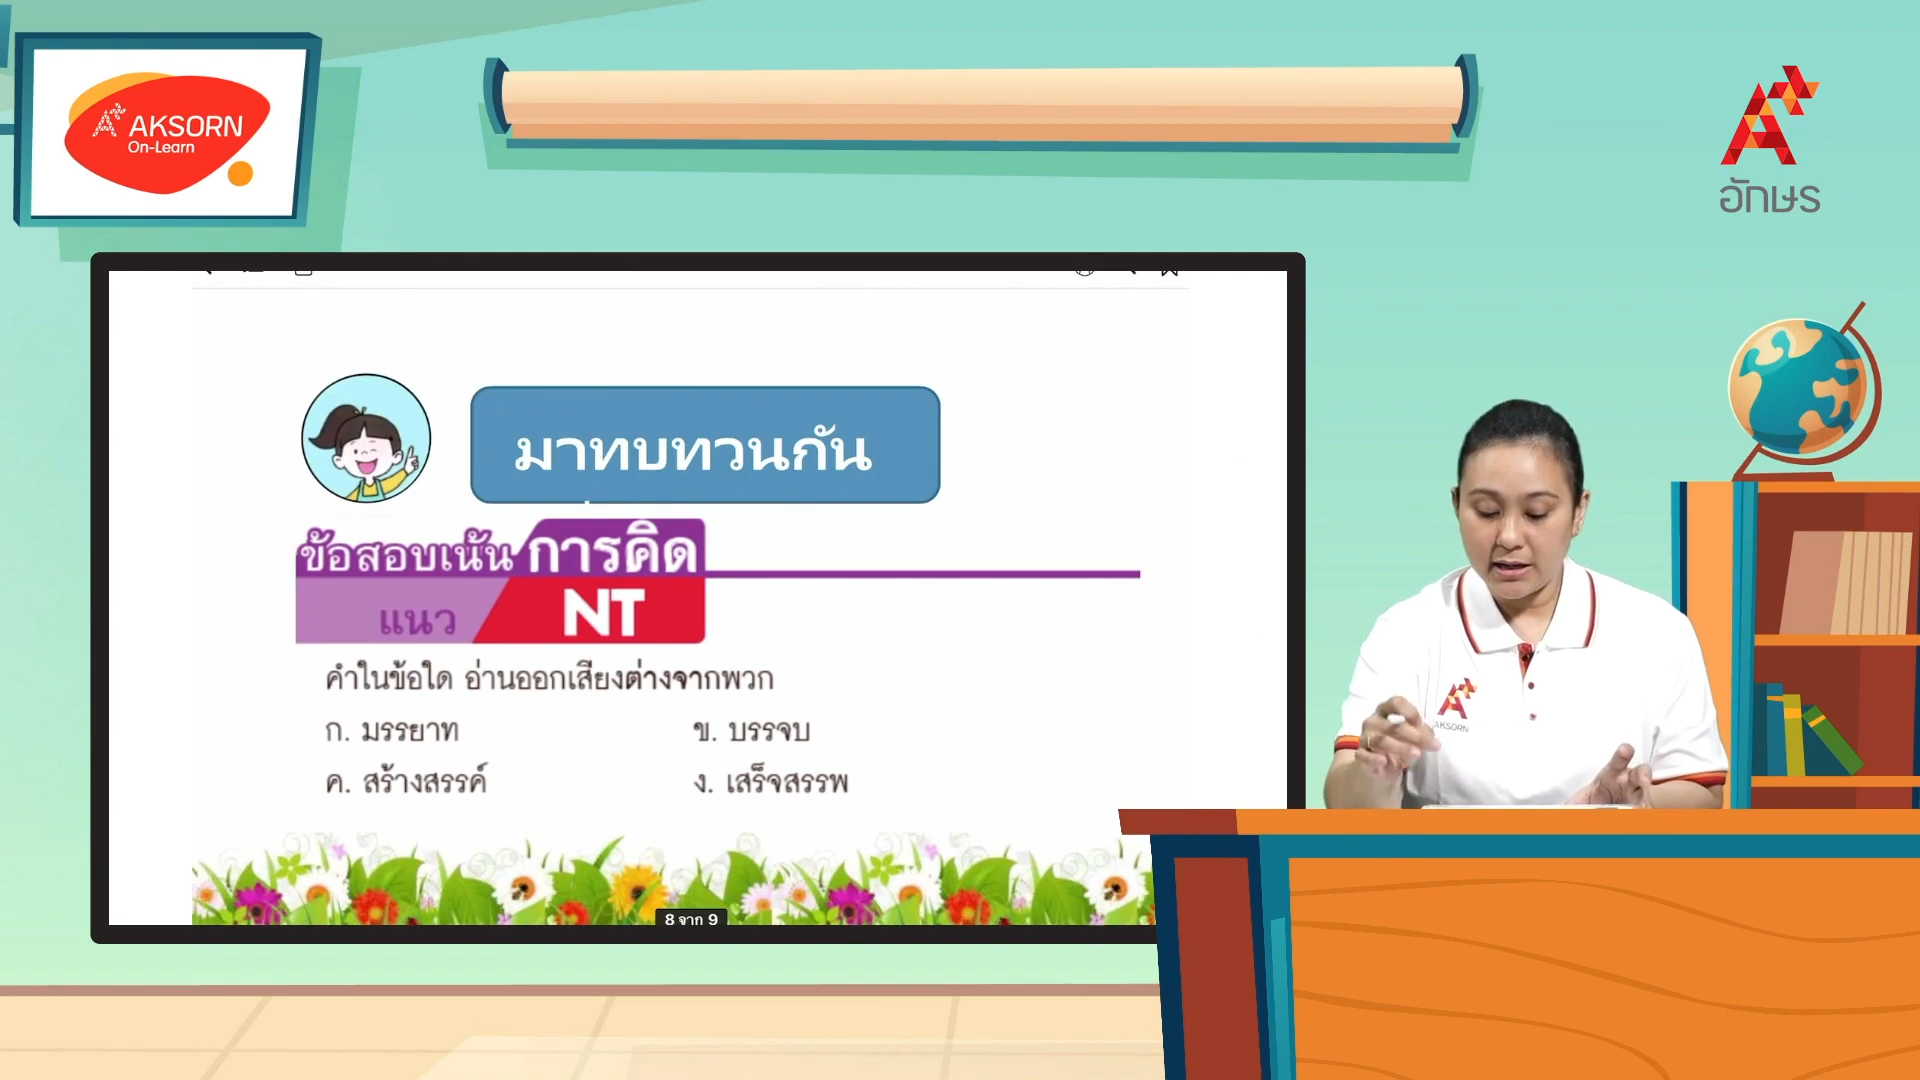 AKSORN
On-Learn
อักษร
มาทบทวนกัน
ข้อสอบเน้น การคิด
แนว NT
คำในข้อใด อ่านออกเสียงต่างจากพวก
ก. มรรยาท
ข. บรรจบ
ค. สร้างสรรค์
ง. เสร็จสรรพ
8 จาก 9
AKSORN